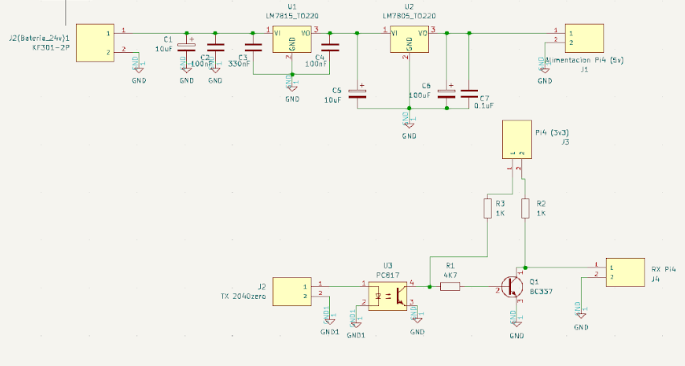 U1
LM7815_TO220
U2
LM7805_TO220
J2(Bateria_24v)1
KF301-2P
1
2
GND
C1
10uF
C2
100nF
GND
GND
C3
330nF
1
VI
VO
3
GND
2
GND
C4
100nF
C5
10uF
1
VI
VO
3
GND
2
GND
C6
100uF
C7
0.1uF
1
2
GND
Alimentacion Pi4 (5v)
J1
Pi4 (3v3)
J3
1
2
R3
1K
R2
1K
J2
TX 2040zero
1
2
GND1
U3
PC817
1
2
4
3
GND1
GND
R1
4K7
2
Q1
BC357
1
3
GND
1
2
RX Pi4
J4
GND